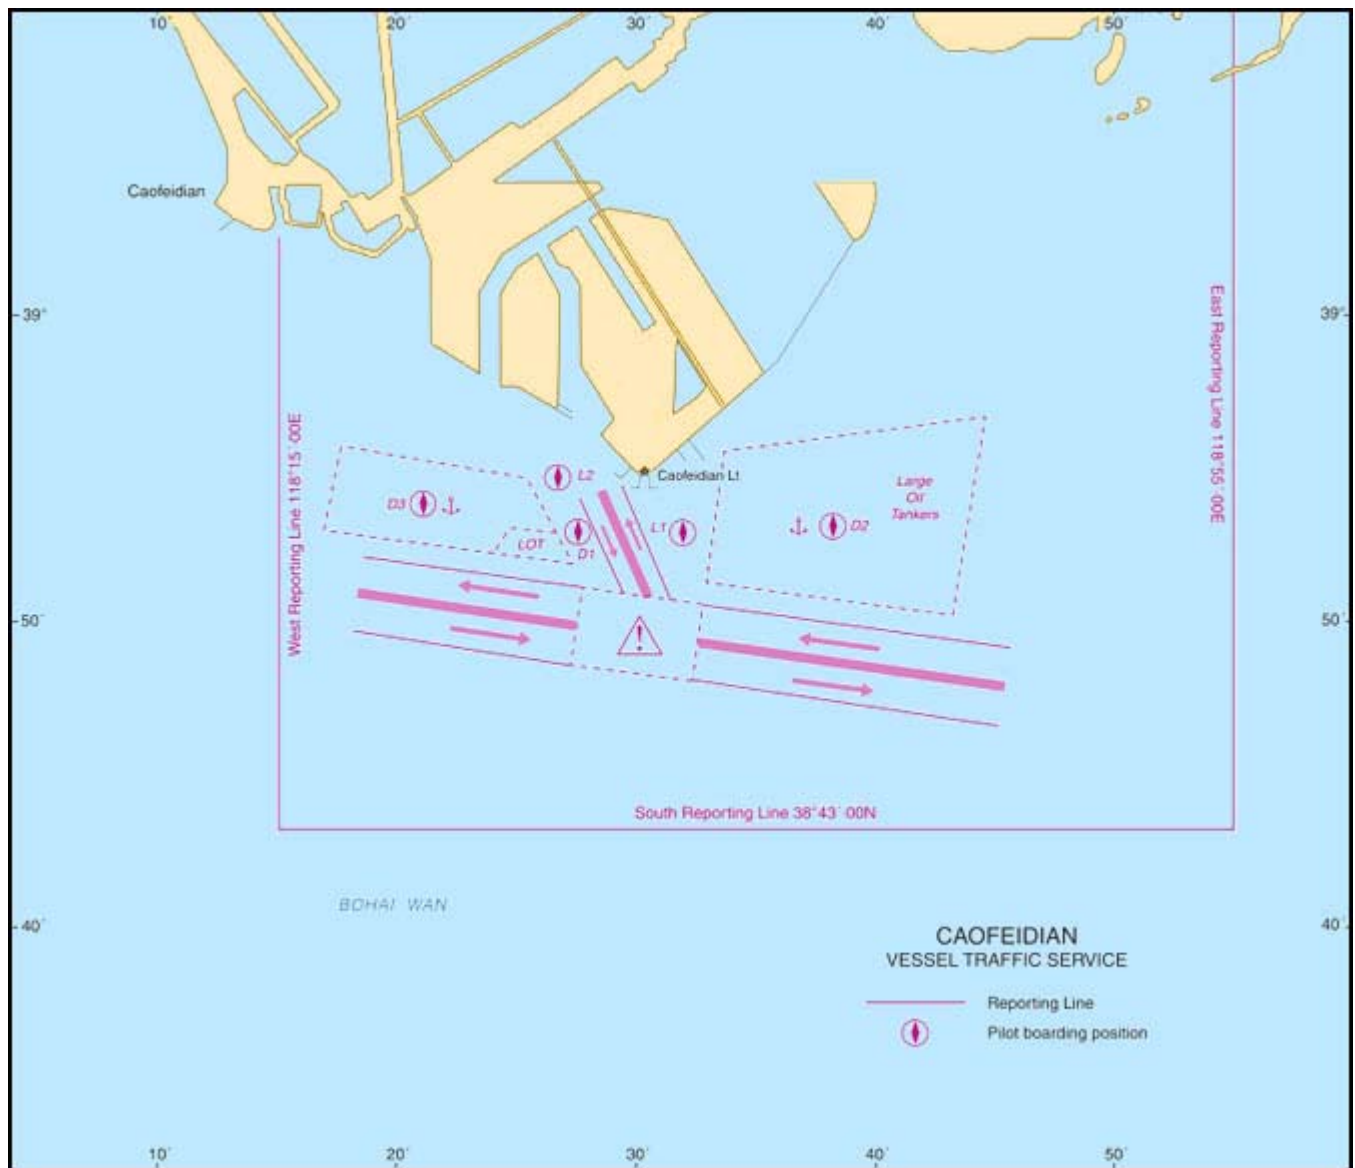 10´ 20´ 30´ 40´ 50´
Caofeidian
39° 39°
East Reporting Line 118°55´·00E
West Reporting Line 118°15´·00E
L2
Caofeidian Lt
Large
Oil
Tankers
D3
L1
D2
LOT
D1
50´ 50´
!
South Reporting Line 38°43´·00N
BOHAI WAN
40´ 40´
CAOFEIDIAN
VESSEL TRAFFIC SERVICE
Reporting Line
Pilot boarding position
10´ 20´ 30´ 40´ 50´